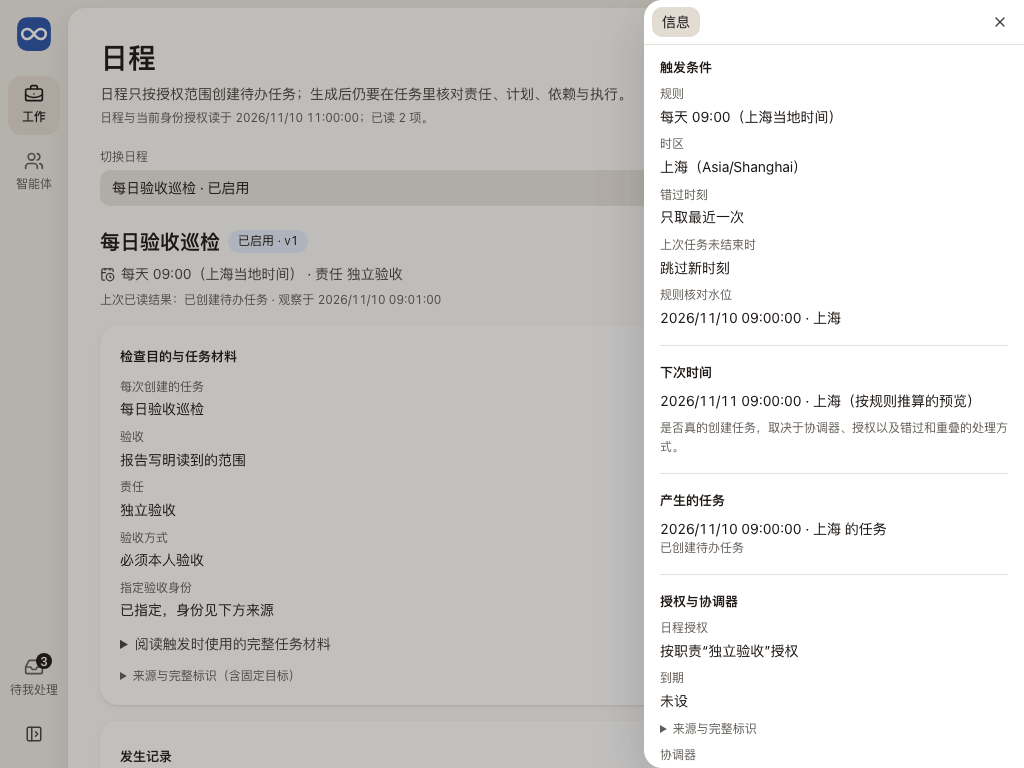 工作
智能体
3
待我处理
日程
日程只按授权范围创建待办任务；生成后仍要在任务里核对责任、计划、依赖与执行。
日程与当前身份授权读于 2026/11/10 11:00:00；已读 2 项。
切换日程
每日验收巡检 · 已启用
每日验收巡检 已启用 · v1
每天 09:00（上海当地时间） · 责任 独立验收
上次已读结果：已创建待办任务 · 观察于 2026/11/10 09:01:00
检查目的与任务材料
每次创建的任务
每日验收巡检
验收
报告写明读到的范围
责任
独立验收
验收方式
必须本人验收
指定验收身份
已指定，身份见下方来源
阅读触发时使用的完整任务材料
来源与完整标识（含固定目标）
发生记录
信息
触发条件
规则
每天 09:00（上海当地时间）
时区
上海（Asia/Shanghai）
错过时刻
只取最近一次
上次任务未结束时
跳过新时刻
规则核对水位
2026/11/10 09:00:00 · 上海
下次时间
2026/11/11 09:00:00 · 上海（按规则推算的预览）
是否真的创建任务，取决于协调器、授权以及错过和重叠的处理方
式。
产生的任务
2026/11/10 09:00:00 · 上海 的任务
已创建待办任务
授权与协调器
日程授权
按职责“独立验收”授权
到期
未设
来源与完整标识
协调器